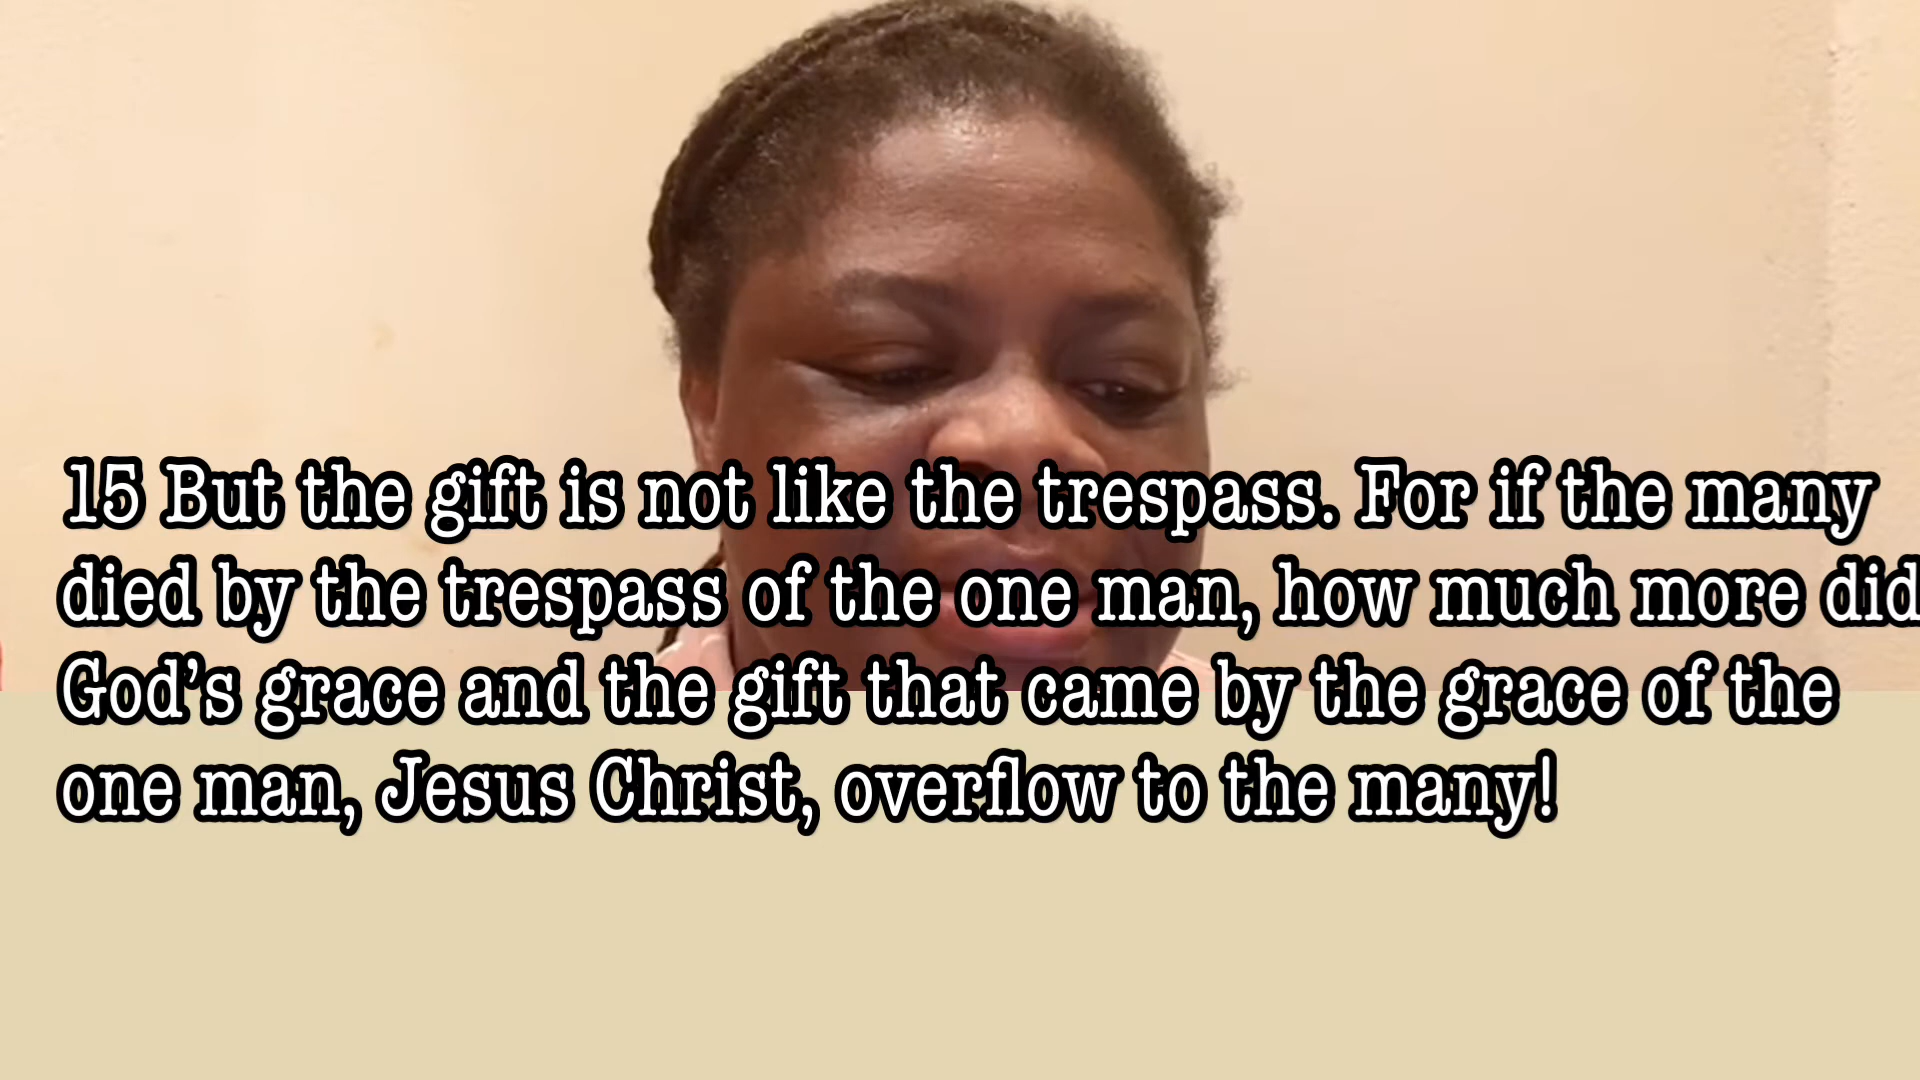 15 But the gift is not like the trespass. For if the many
died by the trespass of the one man, how much more did
God’s grace and the gift that came by the grace of the
one man, Jesus Christ, overflow to the many!